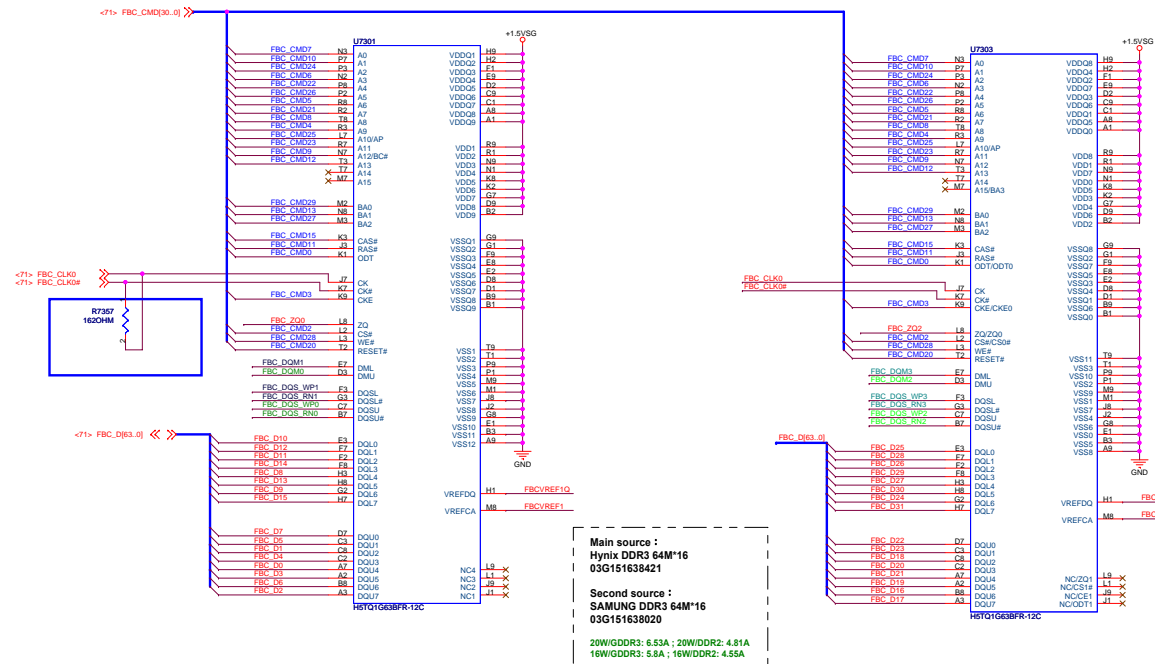 <71> FBC_CMD[30..0]
U7301
+1.5VSG
FBC_CMD7 N3 A0
FBC_CMD10 P7 A1
FBC_CMD24 P3 A2
FBC_CMD6 N2 A3
FBC_CMD22 P8 A4
FBC_CMD26 P2 A5
FBC_CMD5 R8 A6
FBC_CMD21 R2 A7
FBC_CMD8 T8 A8
FBC_CMD4 R3 A9
FBC_CMD25 L7 A10/AP
FBC_CMD23 R7 A11
FBC_CMD9 N7 A12/BC#
FBC_CMD12 T3 A13
T7 A14
M7 A15
FBC_CMD29 M2 BA0
FBC_CMD13 N8 BA1
FBC_CMD27 M3 BA2
FBC_CMD15 K3 CAS#
FBC_CMD11 J3 RAS#
FBC_CMD0 K1 ODT
<71> FBC_CLK0
<71> FBC_CLK0#
J7 CK
K7 CK#
FBC_CMD3 K9 CKE
R7357
162OHM
1
2
FBC_ZQ0 L8 ZQ
FBC_CMD2 L2 CS#
FBC_CMD28 L3 WE#
FBC_CMD20 T2 RESET#
FBC_DQM1 E7 DML
FBC_DQM0 D3 DMU
FBC_DQS_WP1 F3 DQSL
FBC_DQS_RN1 G3 DQSL#
FBC_DQS_WP0 C7 DQSU
FBC_DQS_RN0 B7 DQSU#
<71> FBC_D[63..0]
FBC_D10 E3 DQL0
FBC_D12 F7 DQL1
FBC_D11 F2 DQL2
FBC_D14 F8 DQL3
FBC_D8 H3 DQL4
FBC_D13 H8 DQL5
FBC_D9 G2 DQL6
FBC_D15 H7 DQL7
FBC_D7 D7 DQU0
FBC_D5 C3 DQU1
FBC_D1 C8 DQU2
FBC_D4 C2 DQU3
FBC_D0 A7 DQU4
FBC_D3 A2 DQU5
FBC_D6 B8 DQU6
FBC_D2 A3 DQU7
VDDQ1 H9
VDDQ2 H2
VDDQ3 F1
VDDQ4 E9
VDDQ5 D2
VDDQ6 C9
VDDQ7 C1
VDDQ8 A8
VDDQ9 A1
VDD1 R9
VDD2 R1
VDD3 N9
VDD4 N1
VDD5 K8
VDD6 K2
VDD7 G7
VDD8 D9
VDD9 B2
VSSQ1 G9
VSSQ2 G1
VSSQ3 F9
VSSQ4 E8
VSSQ5 E2
VSSQ6 D8
VSSQ7 D1
VSSQ8 B9
VSSQ9 B1
VSS1 T9
VSS2 T1
VSS3 P9
VSS4 P1
VSS5 M9
VSS6 M1
VSS7 J8
VSS8 J2
VSS9 G8
VSS10 E1
VSS11 B3
VSS12 A9
GND
VREFDQ H1 FBCVREF1Q
VREFCA M8 FBCVREF1
NC4 L9
NC3 L1
NC2 J9
NC1 J1
H5TQ1G63BFR-12C
Main source :
Hynix DDR3 64M*16
03G151638421
Second source :
SAMUNG DDR3 64M*16
03G151638020
20W/GDDR3: 6.53A ; 20W/DDR2: 4.81A
16W/GDDR3: 5.8A ; 16W/DDR2: 4.55A
U7303
+1.5VSG
FBC_CMD7 N3 A0
FBC_CMD10 P7 A1
FBC_CMD24 P3 A2
FBC_CMD6 N2 A3
FBC_CMD22 P8 A4
FBC_CMD26 P2 A5
FBC_CMD5 R8 A6
FBC_CMD21 R2 A7
FBC_CMD8 T8 A8
FBC_CMD4 R3 A9
FBC_CMD25 L7 A10/AP
FBC_CMD23 R7 A11
FBC_CMD9 N7 A12
FBC_CMD12 T3 A13
T7 A14
M7 A15/BA3
FBC_CMD29 M2 BA0
FBC_CMD13 N8 BA1
FBC_CMD27 M3 BA2
FBC_CMD15 K3 CAS#
FBC_CMD11 J3 RAS#
FBC_CMD0 K1 ODT/ODT0
FBC_CLK0 J7 CK
FBC_CLK0# K7 CK#
FBC_CMD3 K9 CKE/CKE0
FBC_ZQ2 L8 ZQ/ZQ0
FBC_CMD2 L2 CS#/CS0#
FBC_CMD28 L3 WE#
FBC_CMD20 T2 RESET#
FBC_DQM3 E7 DML
FBC_DQM2 D3 DMU
FBC_DQS_WP3 F3 DQSL
FBC_DQS_RN3 G3 DQSL#
FBC_DQS_WP2 C7 DQSU
FBC_DQS_RN2 B7 DQSU#
FBC_D[63..0]
FBC_D25 E3 DQL0
FBC_D28 F7 DQL1
FBC_D26 F2 DQL2
FBC_D29 F8 DQL3
FBC_D27 H3 DQL4
FBC_D30 H8 DQL5
FBC_D24 G2 DQL6
FBC_D31 H7 DQL7
FBC_D22 D7 DQU0
FBC_D23 C3 DQU1
FBC_D18 C8 DQU2
FBC_D20 C2 DQU3
FBC_D21 A7 DQU4
FBC_D19 A2 DQU5
FBC_D16 B8 DQU6
FBC_D17 A3 DQU7
VDDQ8 H9
VDDQ4 H2
VDDQ2 F1
VDDQ9 E9
VDDQ7 D2
VDDQ3 C9
VDDQ1 C1
VDDQ5 A8
VDDQ0 A1
VDD8 R9
VDD1 R1
VDD7 N9
VDD0 N1
VDD5 K8
VDD3 K2
VDD4 G7
VDD6 D9
VDD2 B2
VSSQ8 G9
VSSQ2 G1
VSSQ9 F9
VSSQ7 E8
VSSQ5 E2
VSSQ3 D8
VSSQ4 D1
VSSQ6 B9
VSSQ0 B1
VSS11 T9
VSS3 T1
VSS10 P9
VSS2 P1
VSS9 M9
VSS1 M1
VSS7 J8
VSS4 J2
VSS6 G8
VSS0 E1
VSS5 B3
VSS8 A9
GND
VREFDQ H1 FBC
VREFCA M8 FBC
NC/ZQ1 L9
NC/CS1# L1
NC/CE1 J9
NC/ODT1 J1
H5TQ1G63BFR-12C